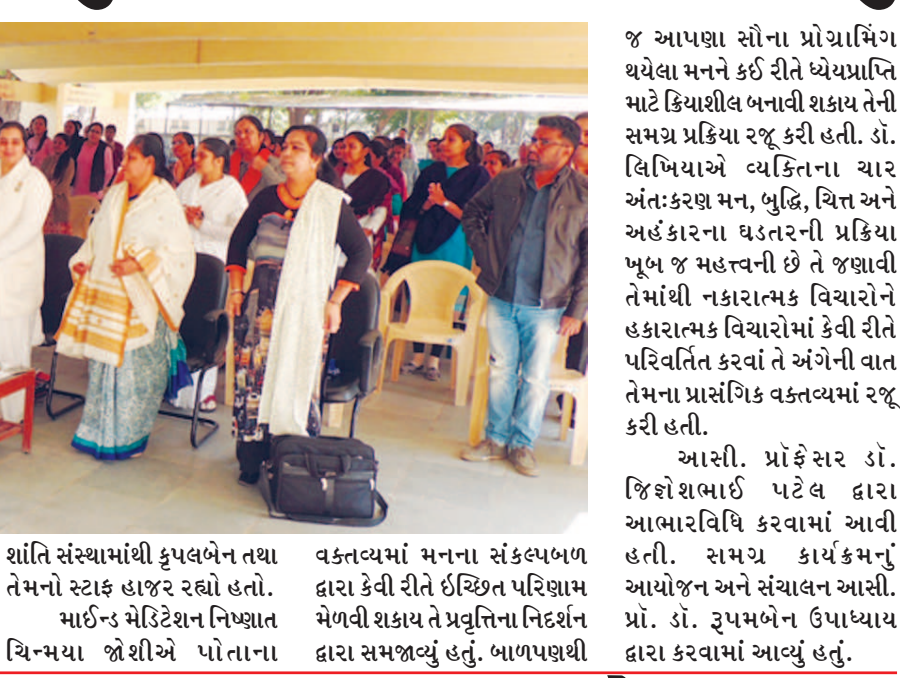 શાંતિ સંસ્થામાંથી કૃપલબેન તથા
તેમનો સ્ટાફ હાજર રહ્યો હતો.
માઈન્ડ મેડિટેશન નિષ્ણાત
ચિન્મયા જોશીએ પોતાના
વક્તવ્યમાં મનના સંકલ્પબળ
દ્વારા કેવી રીતે ઇચ્છિત પરિણામ
મેળવી શકાય તે પ્રવૃત્તિના નિદર્શન
દ્વારા સમજાવ્યું હતું. બાળપણથી
જ આપણા સૌના પ્રોગ્રામિંગ
થયેલા મનને કઈ રીતે ધ્યેયપ્રાપ્તિ
માટે ક્રિયાશીલ બનાવી શકાય તેની
સમગ્ર પ્રક્રિયા રજૂ કરી હતી. ડૉ.
લિખિયાએ વ્યક્તિના ચાર
અંતઃકરણ મન, બુદ્ધિ, ચિત્ત અને
અહંકારના ઘડતરની પ્રક્રિયા
ખૂબ જ મહત્ત્વની છે તે જણાવી
તેમાંથી નકારાત્મક વિચારોને
હકારાત્મક વિચારોમાં કેવી રીતે
પરિવર્તિત કરવાં તે અંગેની વાત
તેમના પ્રાસંગિક વક્તવ્યમાં રજૂ
કરી હતી.
આસી. પ્રૉફેસર ડૉ.
જિજ્ઞેશભાઈ પટેલ દ્વારા
આભારવિધિ કરવામાં આવી
હતી. સમગ્ર કાર્યક્રમનું
આયોજન અને સંચાલન આસી.
પ્રૉ. ડૉ. રૂપમબેન ઉપાધ્યાય
દ્વારા કરવામાં આવ્યું હતું.